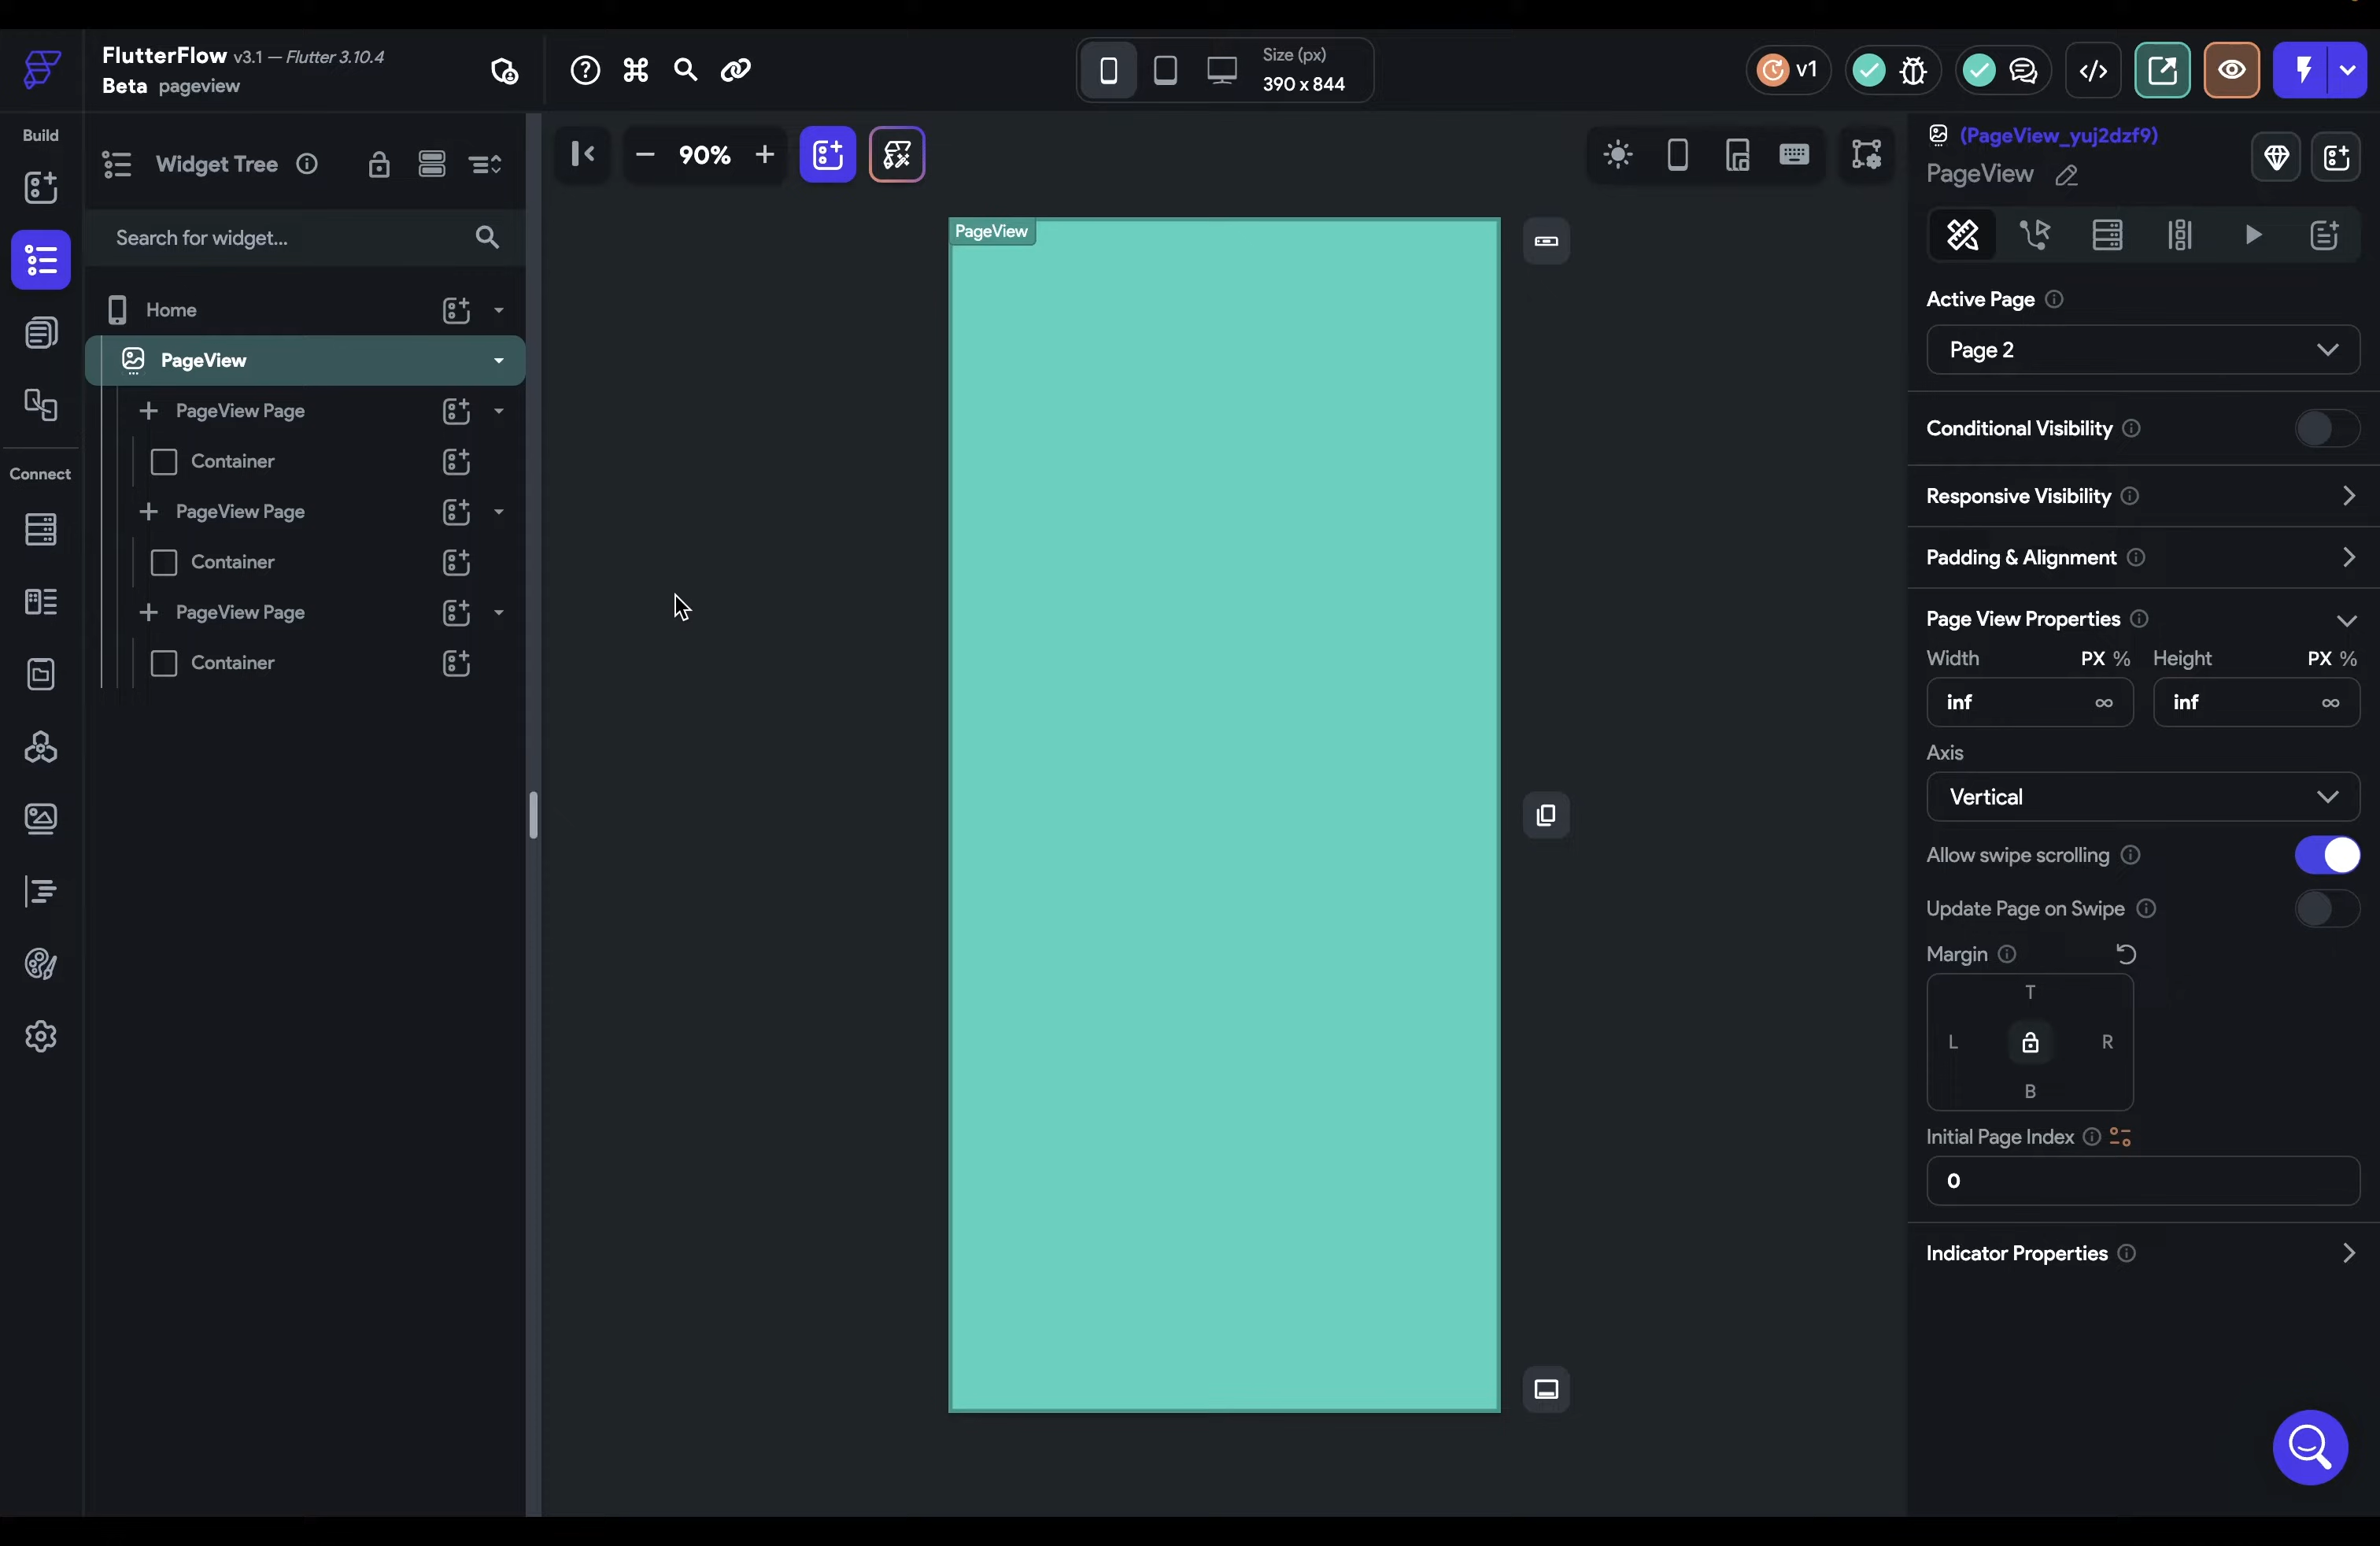 FlutterFlow v3.1 — Flutter 3.10.4
Beta pageview
Size (px)
390 x 844
v1
Build
Connect
Widget Tree
Search for widget...
Home
PageView
PageView Page
Container
PageView Page
Container
PageView Page
Container
90%
PageView
(PageView_yuj2dzf9)
PageView
Active Page
Page 2
Conditional Visibility
Responsive Visibility
Padding & Alignment
Page View Properties
Width PX % Height PX %
inf ∞ inf ∞
Axis
Vertical
Allow swipe scrolling
Update Page on Swipe
Margin
T
L R
B
Initial Page Index
0
Indicator Properties